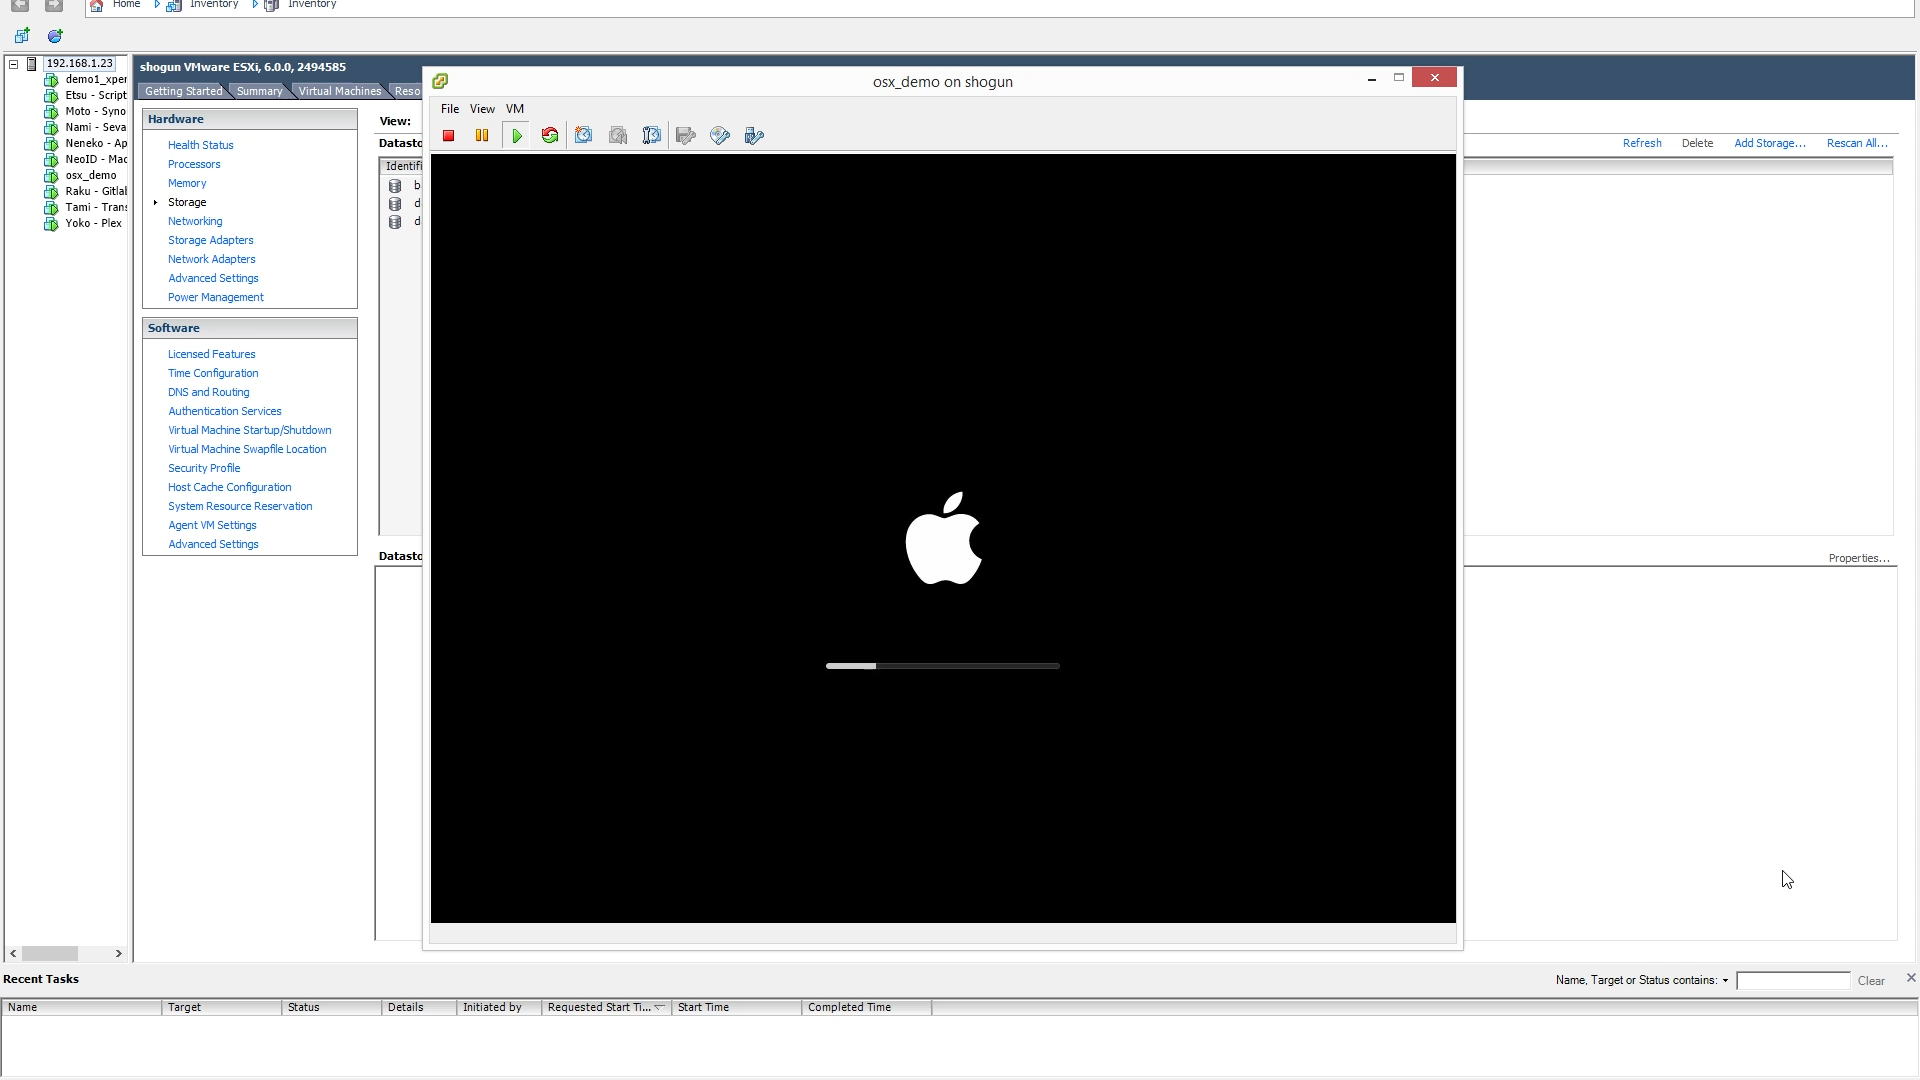 Home Inventory Inventory
192.168.1.23
demo1_xper
Etsu - Script
Moto - Syno
Nami - Seva
Neneko - Ap
NeoID - Mac
osx_demo
Raku - Gitlal
Tami - Trans
Yoko - Plex
shogun VMware ESXi, 6.0.0, 2494585
Getting Started Summary Virtual Machines Reso
Hardware
Health Status
Processors
Memory
Storage
Networking
Storage Adapters
Network Adapters
Advanced Settings
Power Management
Software
Licensed Features
Time Configuration
DNS and Routing
Authentication Services
Virtual Machine Startup/Shutdown
Virtual Machine Swapfile Location
Security Profile
Host Cache Configuration
System Resource Reservation
Agent VM Settings
Advanced Settings
View:
Datasto
Identifi
b
d
d
Datasto
osx_demo on shogun
File View VM
Refresh Delete Add Storage... Rescan All...
Properties...
Recent Tasks
Name, Target or Status contains: Clear
Name Target Status Details Initiated by Requested Start Ti... Start Time Completed Time